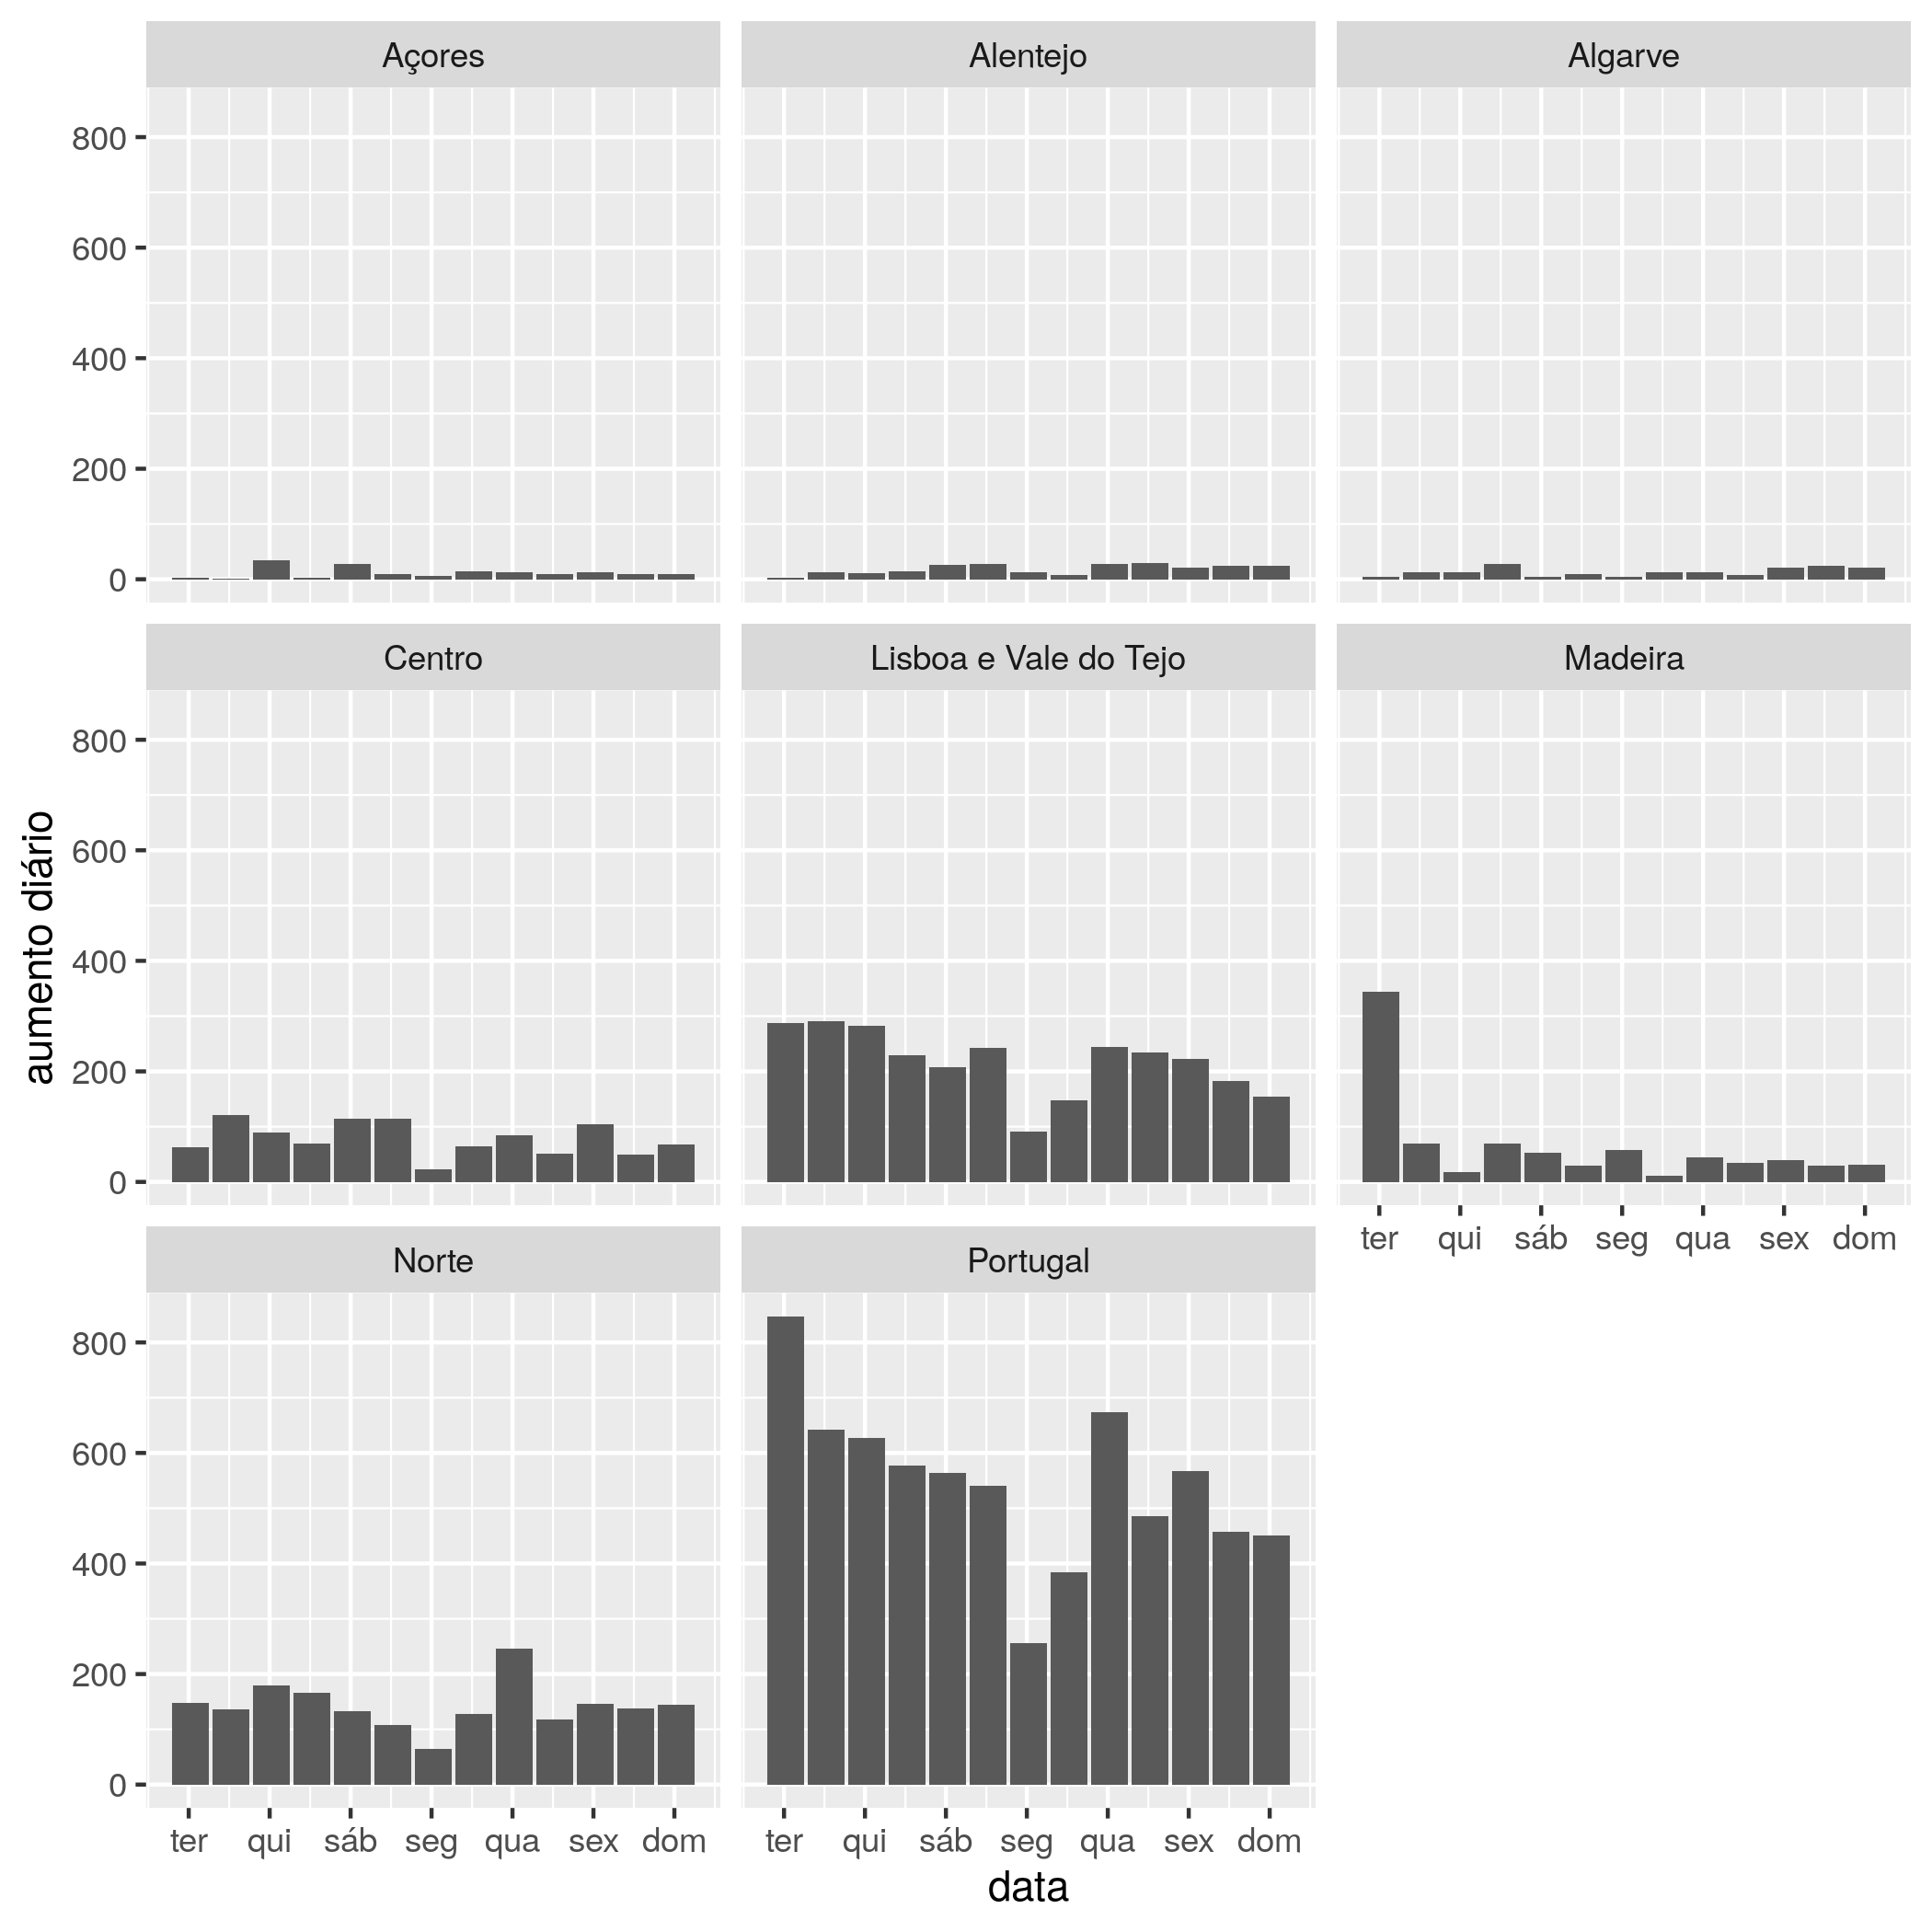 Açores
Alentejo
Algarve
800
600
400
200
0
Centro
Lisboa e Vale do Tejo
Madeira
800
600
400
200
0
ter qui sáb seg qua sex dom
Norte
Portugal
800
600
400
200
0
ter qui sáb seg qua sex dom
ter qui sáb seg qua sex dom
data
aumento diário